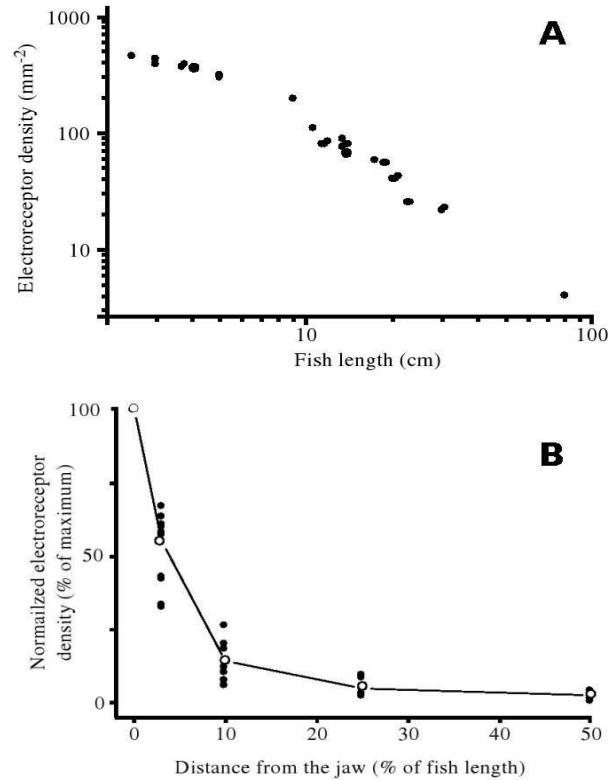 A
1000
100
10
Electroreceptor density (mm-2)
10
100
Fish length (cm)
B
100
50
0
Normailzed electroreceptor
density (% of maximum)
0
10
20
30
40
50
Distance from the jaw (% of fish length)